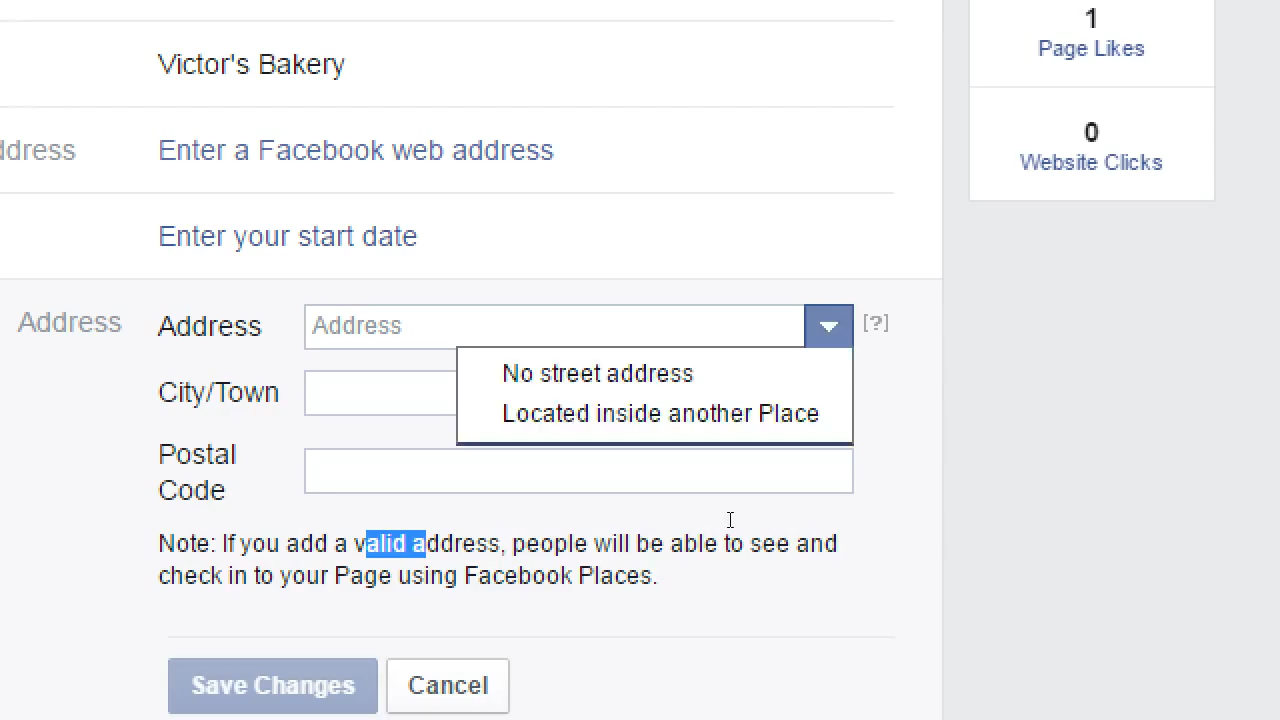 1
Page Likes
Victor's Bakery
0
Website Clicks
ddress Enter a Facebook web address
Enter your start date
Address Address Address [?]
No street address
Located inside another Place
City/Town
Postal
Code
Note: If you add a valid address, people will be able to see and
check in to your Page using Facebook Places.
Save Changes Cancel